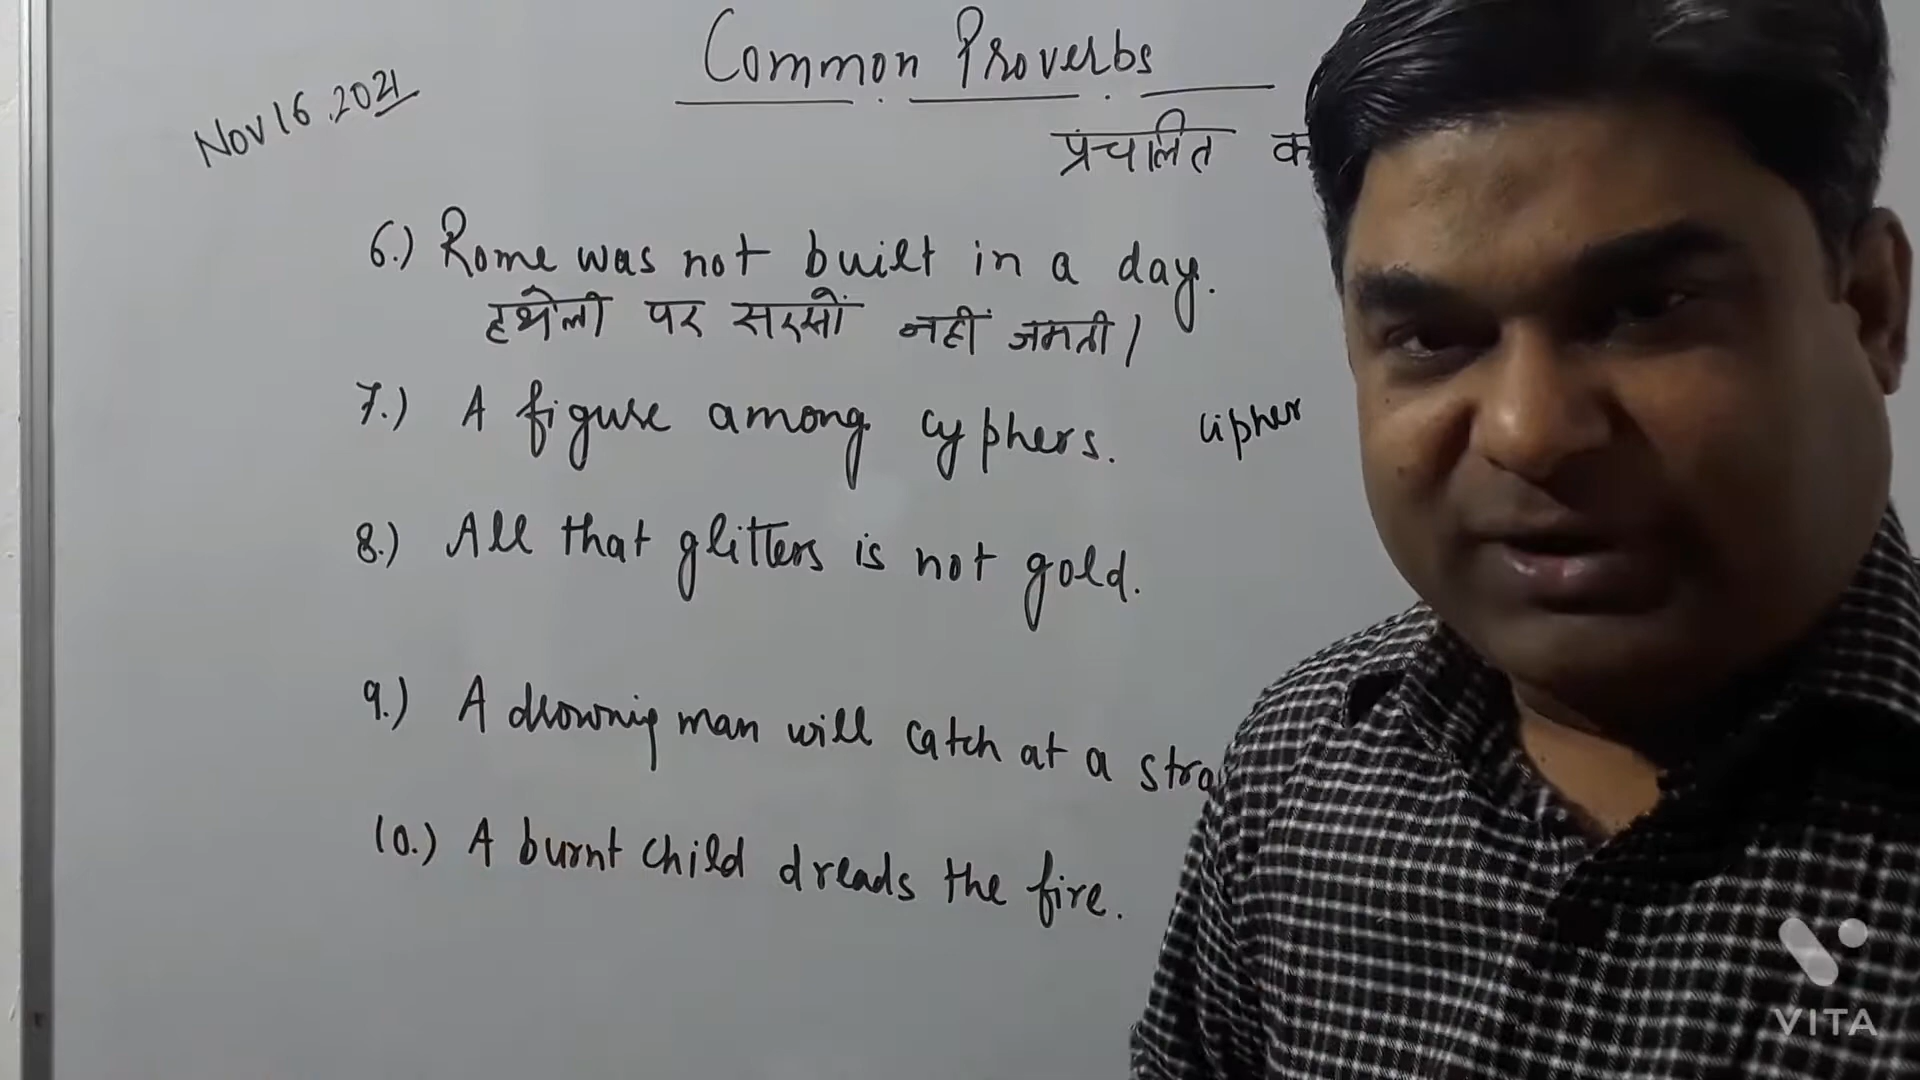 Common Proverbs
Nov 16, 2021
प्रंचलित
6.) Rome was not built in a day.
हथेली पर सरसों नहीं जमती।
7.) A figure among cyphers. cipher
8.) All that glitters is not gold.
9.) A drownig man will catch at a
10.) A burnt child dreads the fire.
VITA